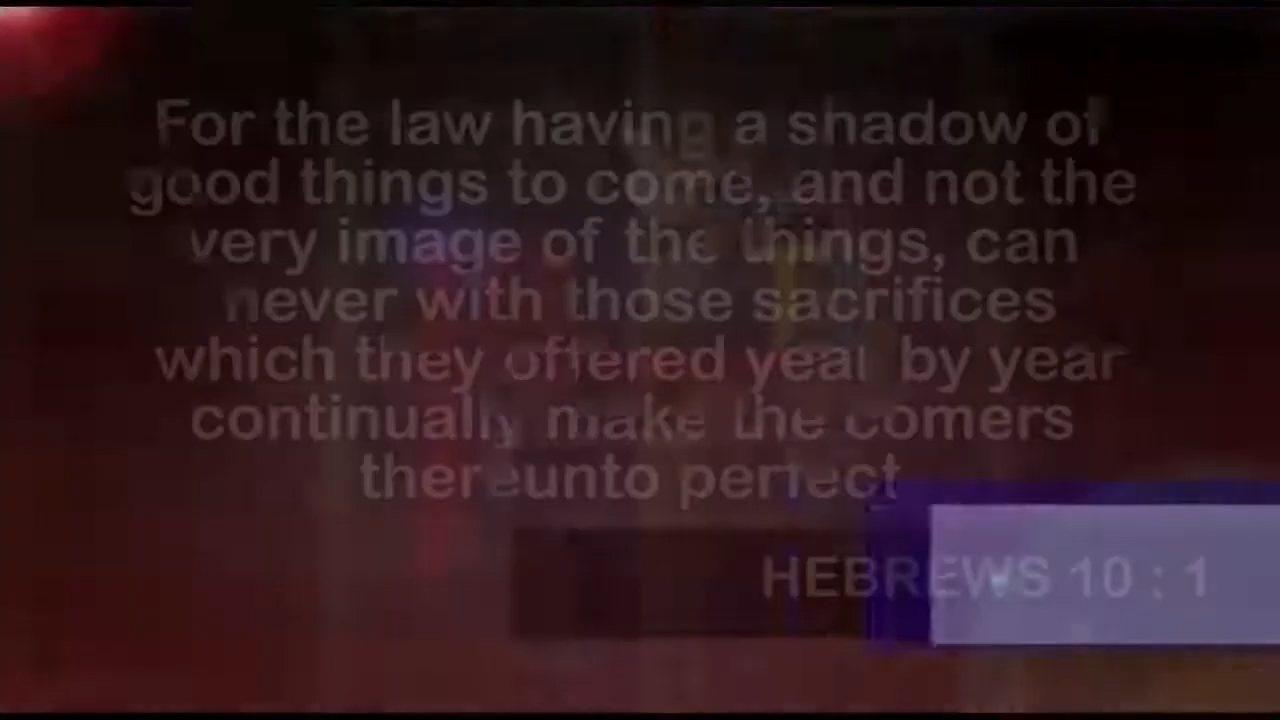 For the law having a shadow of
good things to come, and not the
very image of the things, can
never with those sacrifices
which they offered year by year
continually make the comers
thereunto perfect
HEBREWS 10 : 1